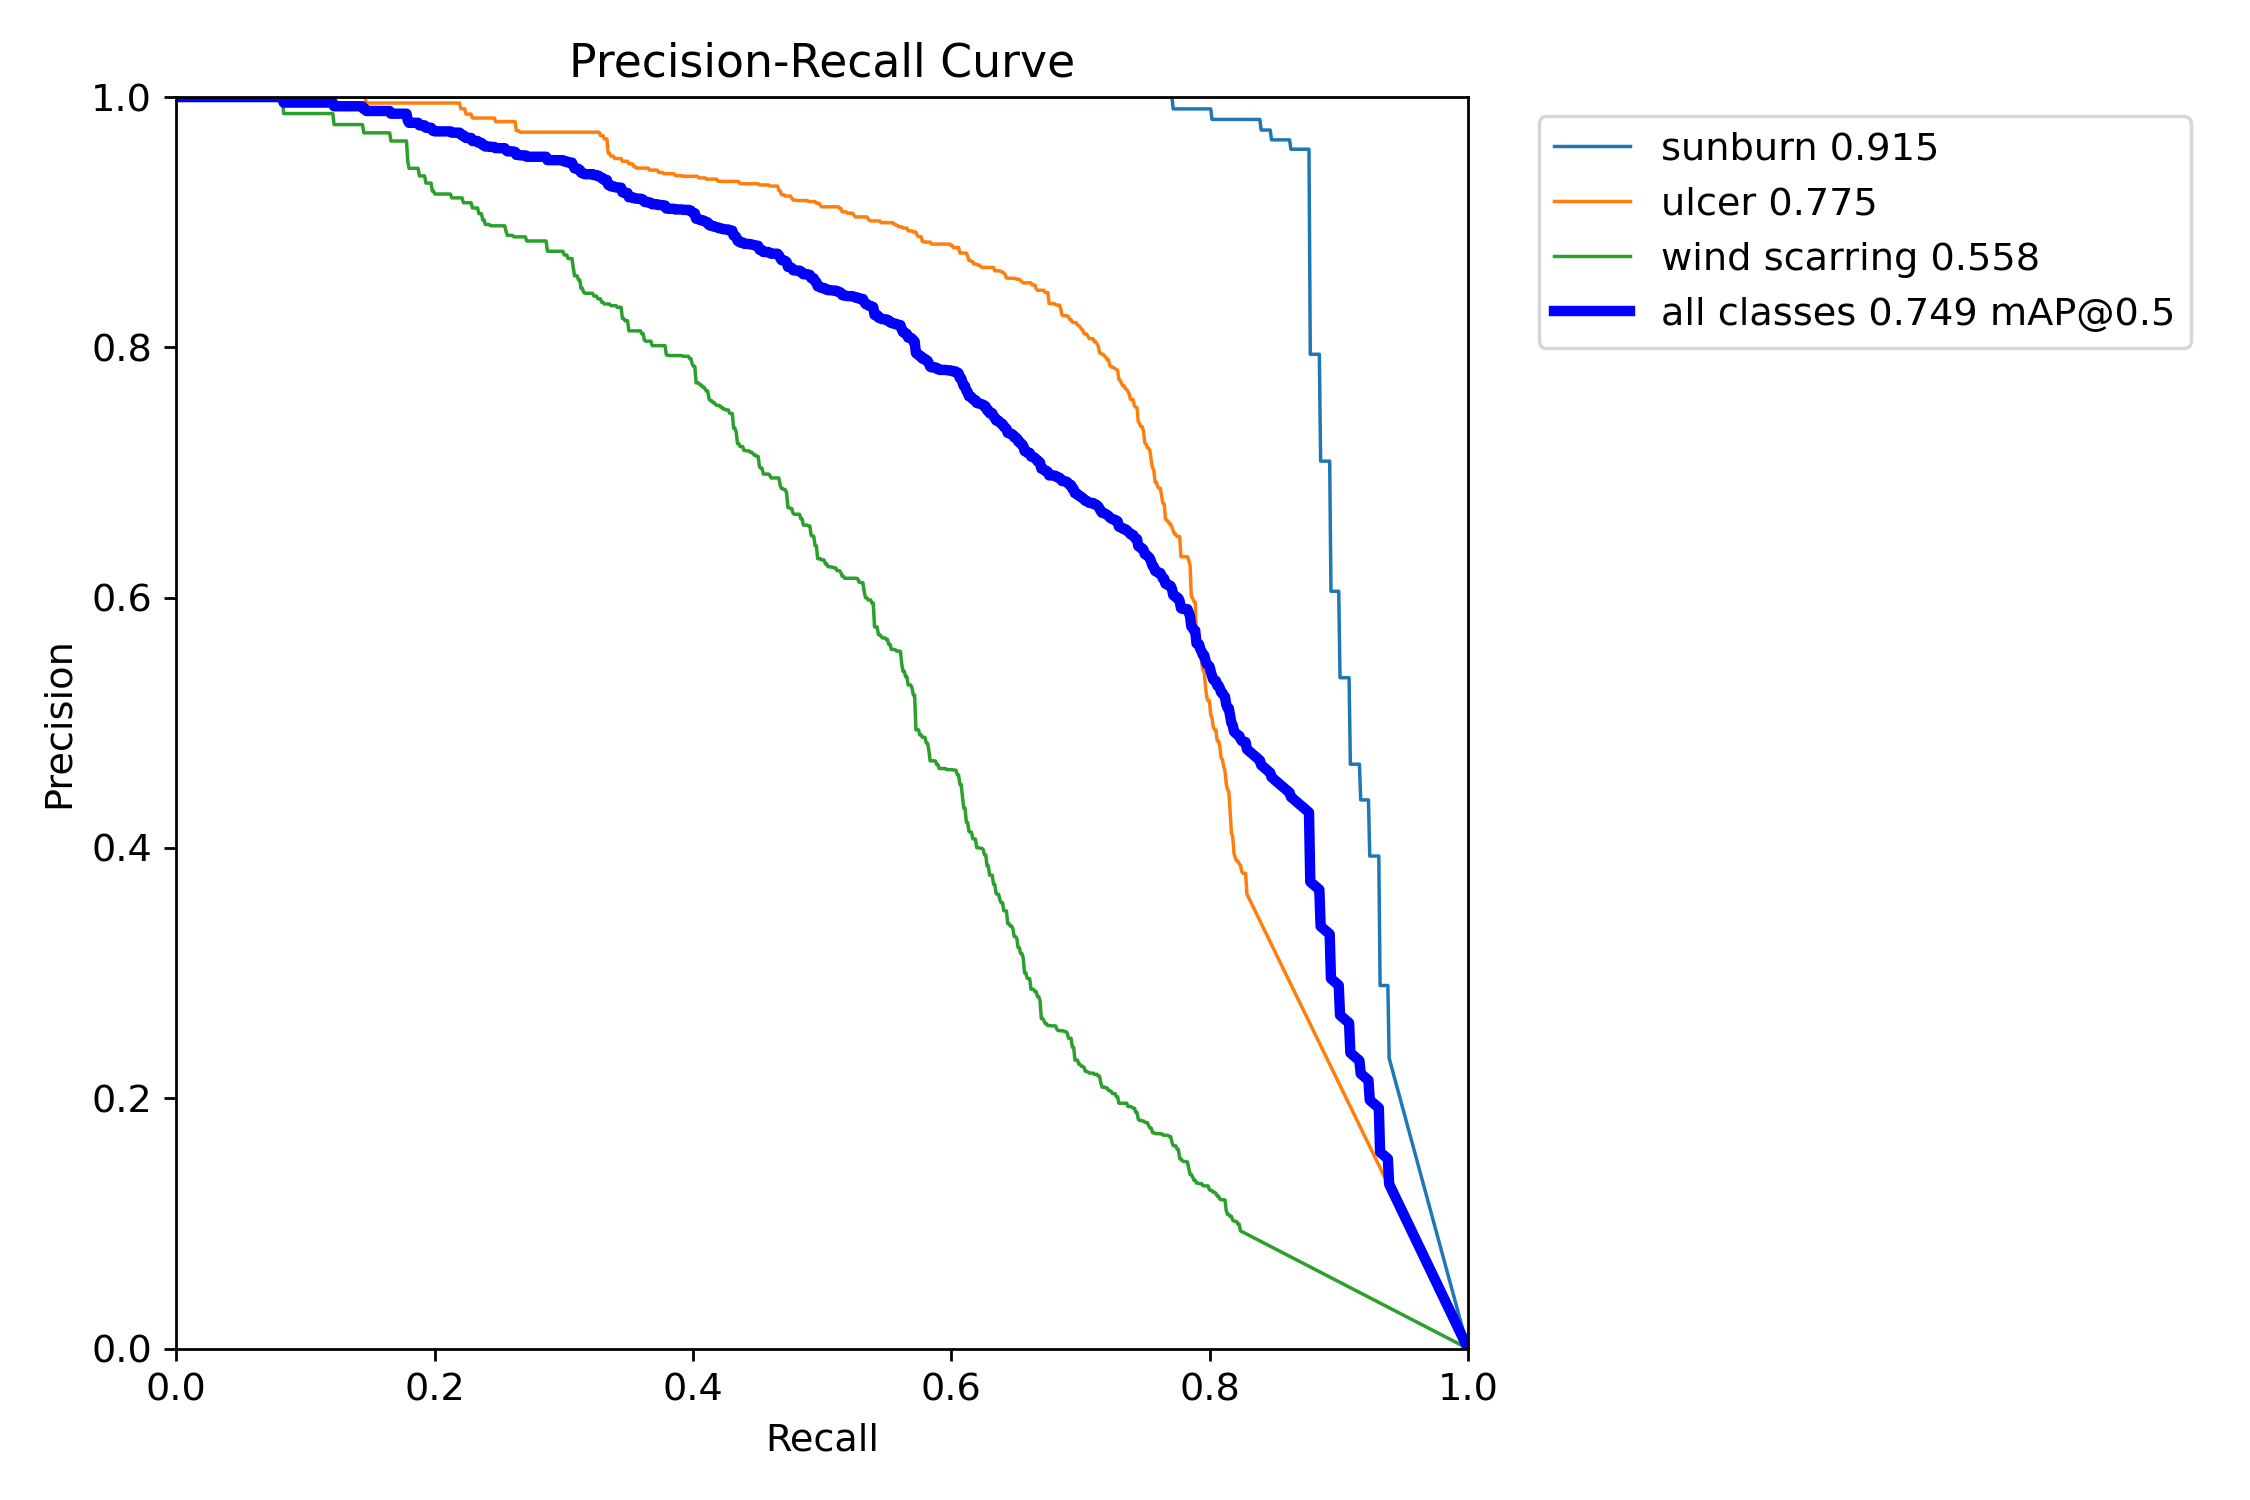 Precision-Recall Curve
1.0
0.8
0.6
0.4
0.2
0.0
Precision
0.0 0.2 0.4 0.6 0.8 1.0
Recall
sunburn 0.915
ulcer 0.775
wind scarring 0.558
all classes 0.749 mAP@0.5